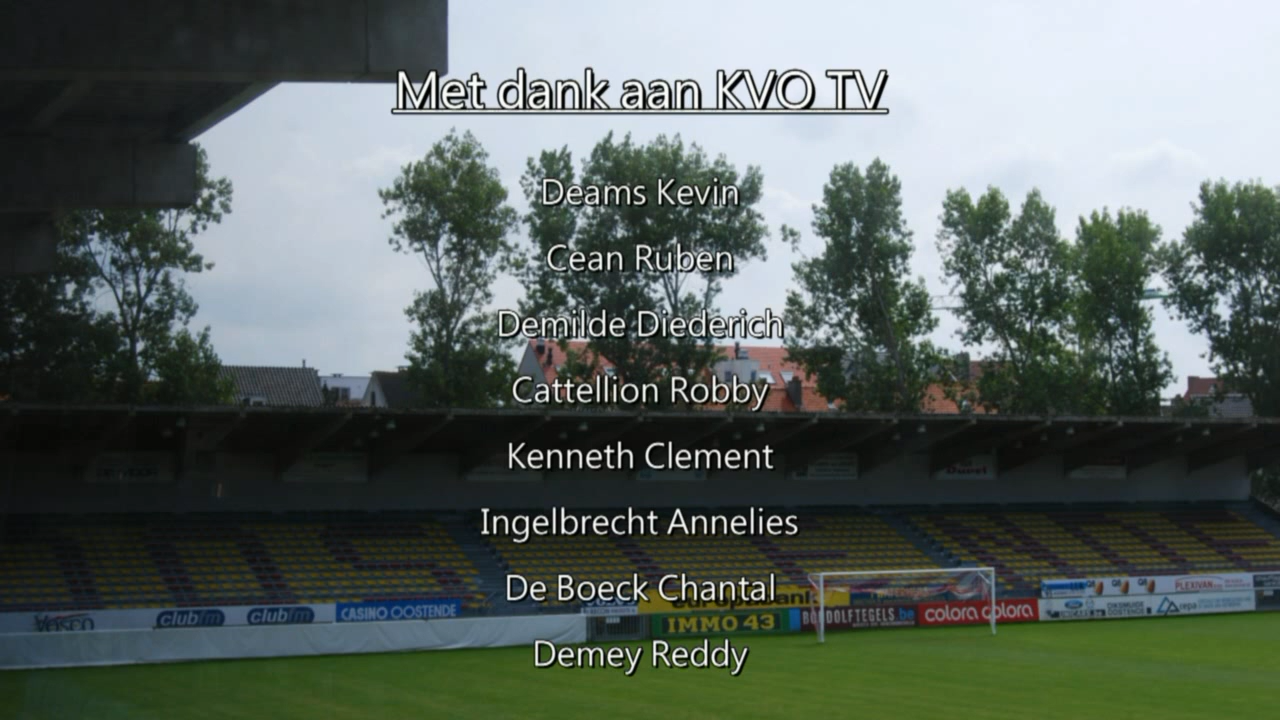 Met dank aan KVO TV
Deams Kevin
Cean Ruben
Demilde Diederich
Cattellion Robby
Kenneth Clement
Ingelbrecht Annelies
De Boeck Chantal
Demey Reddy
clubfm
clubfm
CASINO OOSTENDE
europabank
IMMO 43
colora colora
PLEXIVAN